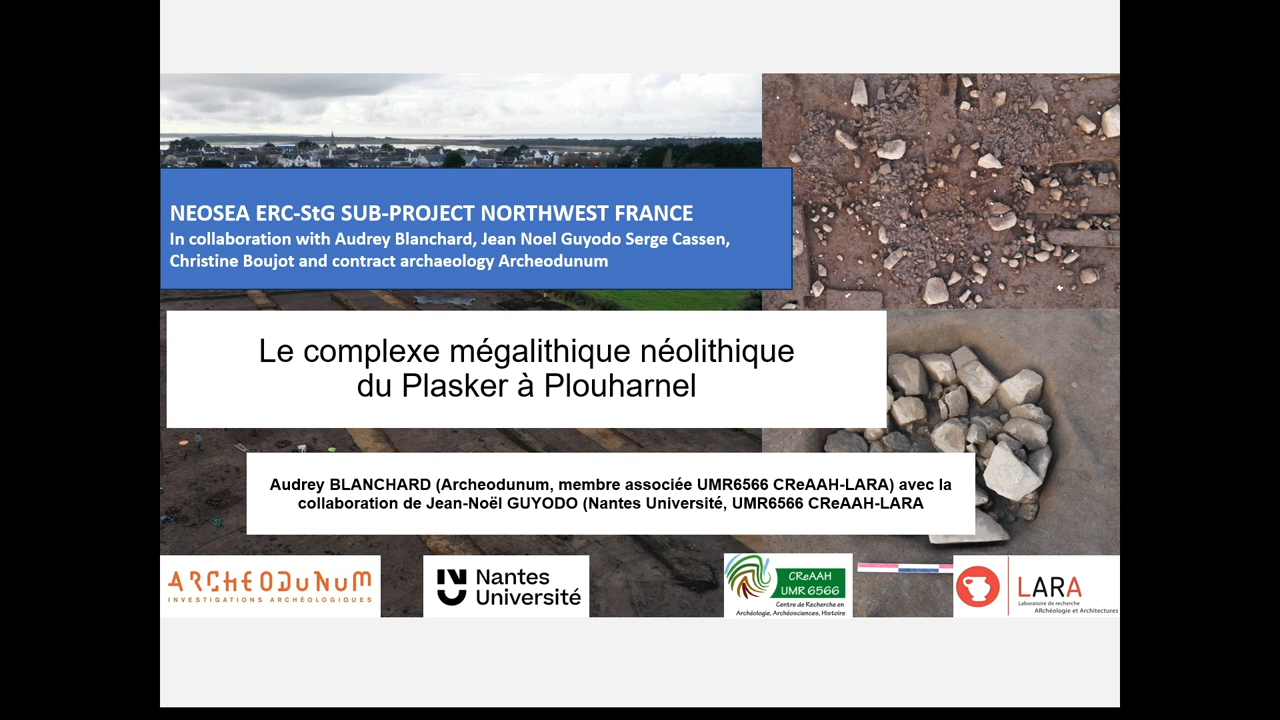 NEOSEA ERC-StG SUB-PROJECT NORTHWEST FRANCE
In collaboration with Audrey Blanchard, Jean Noel Guyodo Serge Cassen,
Christine Boujot and contract archaeology Archeodunum
Le complexe mégalithique néolithique
du Plasker à Plouharnel
Audrey BLANCHARD (Archeodunum, membre associée UMR6566 CReAAH-LARA) avec la
collaboration de Jean-Noël GUYODO (Nantes Université, UMR6566 CReAAH-LARA
ARCHEODUNUM
INVESTIGATIONS ARCHÉOLOGIQUES
Nantes
Université
CReAAH
UMR 6566
Centre de Recherche en
Archéologie, Archéosciences, Histoire
LARA
Laboratoire de recherche
ARchéologie et Architectures